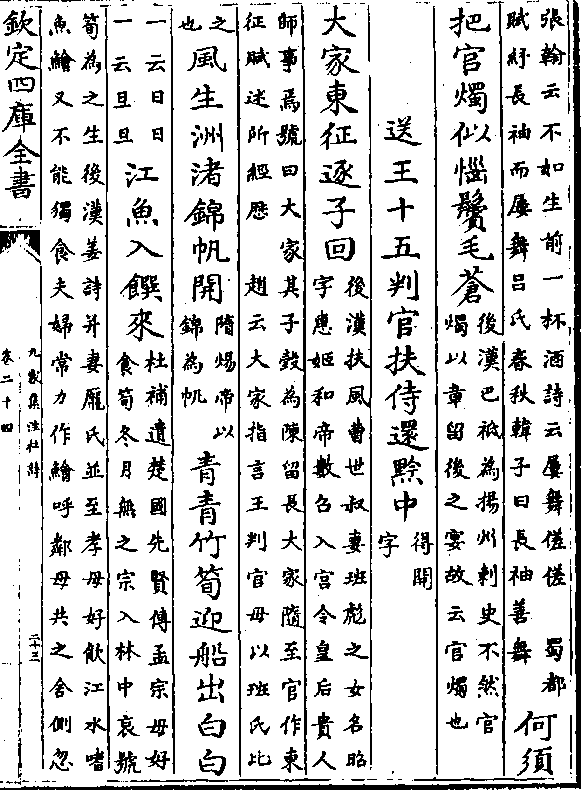 張翰云不如生前一杯酒詩云屢舞傞傞　蜀都
賦紆長袖而屢舞呂氏春秋韓子曰長袖善舞
何須
把官燭似惱鬢毛蒼
後漢巴祇為揚州刺史不然官
燭以章留後之宴故云官燭也
送王十五判官扶侍還黔中
得開
字
大家東征逐子回
後漢扶風曹世叔妻班彪之女名昭
字惠姬和帝數召入宮令皇后貴人
師事焉號曰大家其子穀為陳留長大家隨至官作東
征賦述所經歷　趙云大家指言王判官母以班氏比
之
也
風生洲渚錦帆開
隋煬帝以
錦為帆
青青竹筍迎船出白白
一云日日
一云旦旦
江魚入饌來
杜補遺楚國先賢傳孟宗母好
食筍冬月無之宗入林中哀號
筍為之生後漢姜詩并妻龐氏並至孝母好飲江水嗜
魚鱠又不能獨食夫婦常力作鱠呼鄰母共之舍側忽
欽定四庫全書
九家集注杜詩
卷二十四
二十三